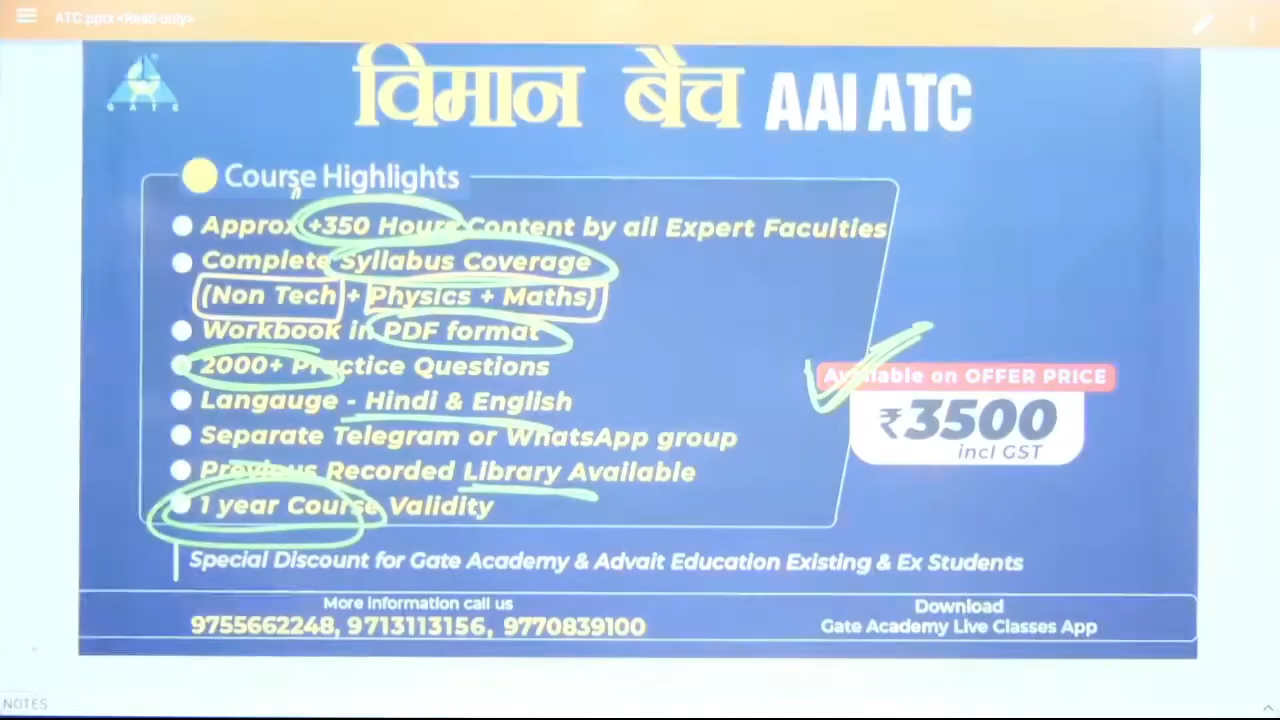 ATC.pptx <Read-only>
विमान बैच AAI ATC
GATE
Course Highlights
Approx +350 Hours Content by all Expert Faculties
Complete Syllabus Coverage
(Non Tech + Physics + Maths)
Workbook in PDF format
2000+ Practice Questions
Langauge - Hindi & English
Separate Telegram or WhatsApp group
Previous Recorded Library Available
1 year Course Validity
Available on OFFER PRICE
₹3500
incl GST
Special Discount for Gate Academy & Advait Education Existing & Ex Students
More information call us
9755662248, 9713113156, 9770839100
Download
Gate Academy Live Classes App
NOTES